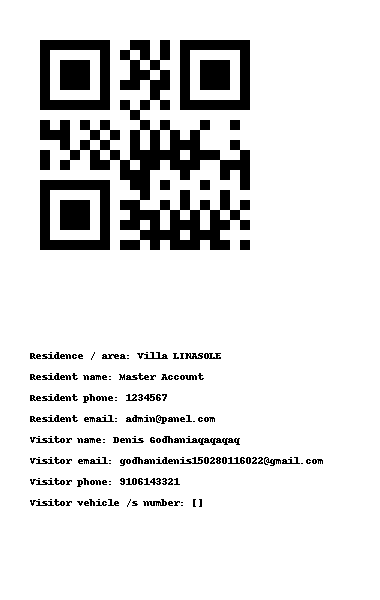 Residence / area: Villa LINASOLE
Resident name: Master Account
Resident phone: 1234567
Resident email: admin@panel.com
Visitor name: Denis Godhaniaqaqaqaq
Visitor email: godhanidenis150280116022@gmail.com
Visitor phone: 9106143321
Visitor vehicle /s number: []